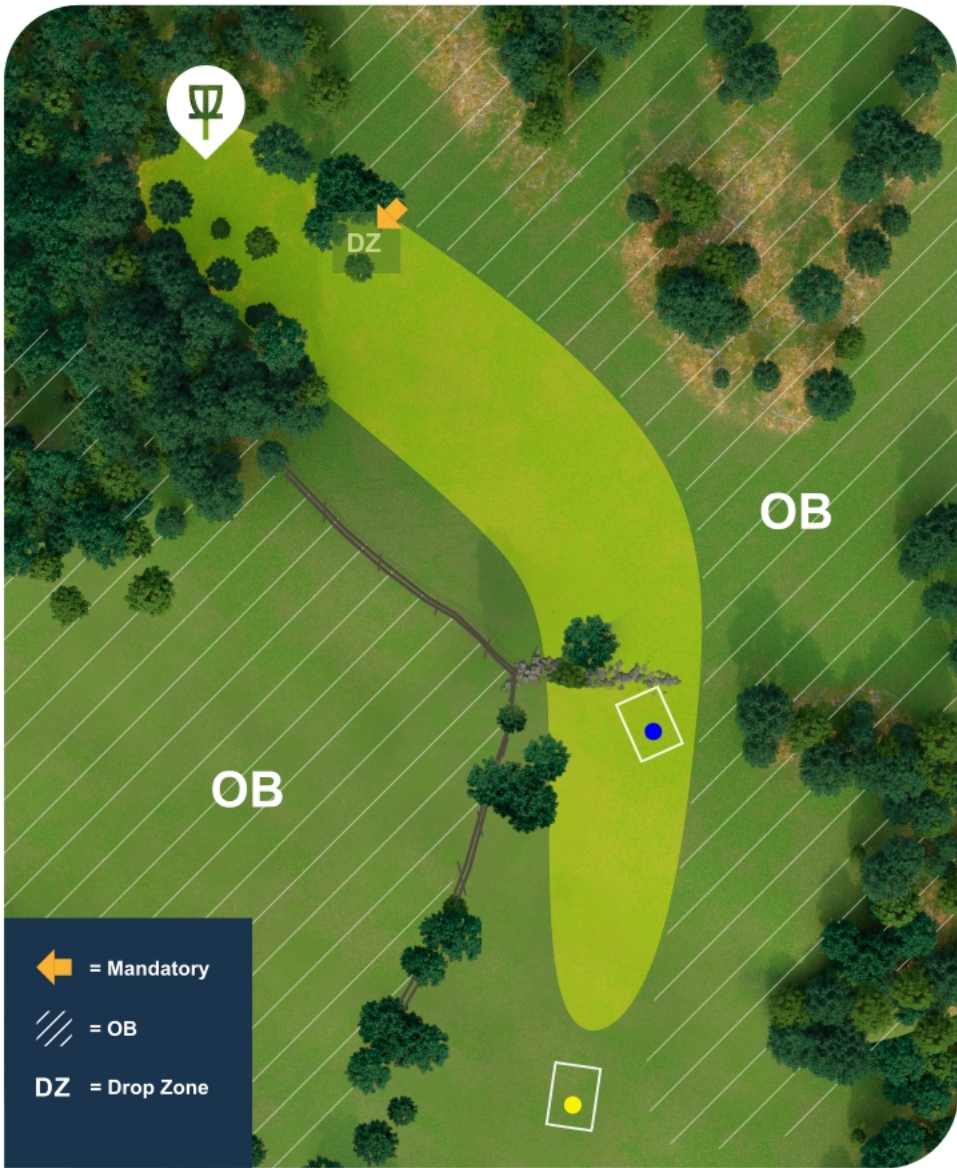 DZ
OB
OB
= Mandatory
= OB
DZ = Drop Zone